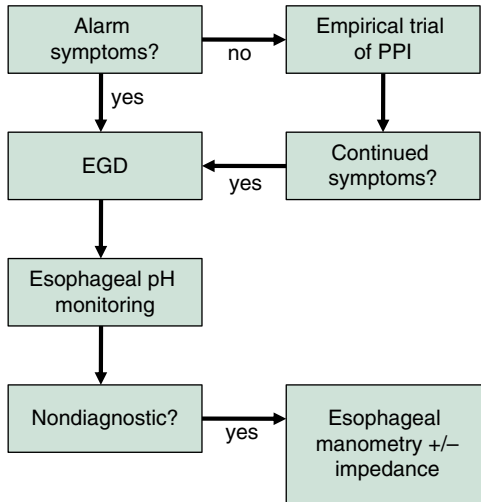 Alarm
symptoms?
no
Empirical trial
of PPI
yes
EGD
yes
Continued
symptoms?
Esophageal pH
monitoring
Nondiagnostic?
yes
Esophageal
manometry +/–
impedance